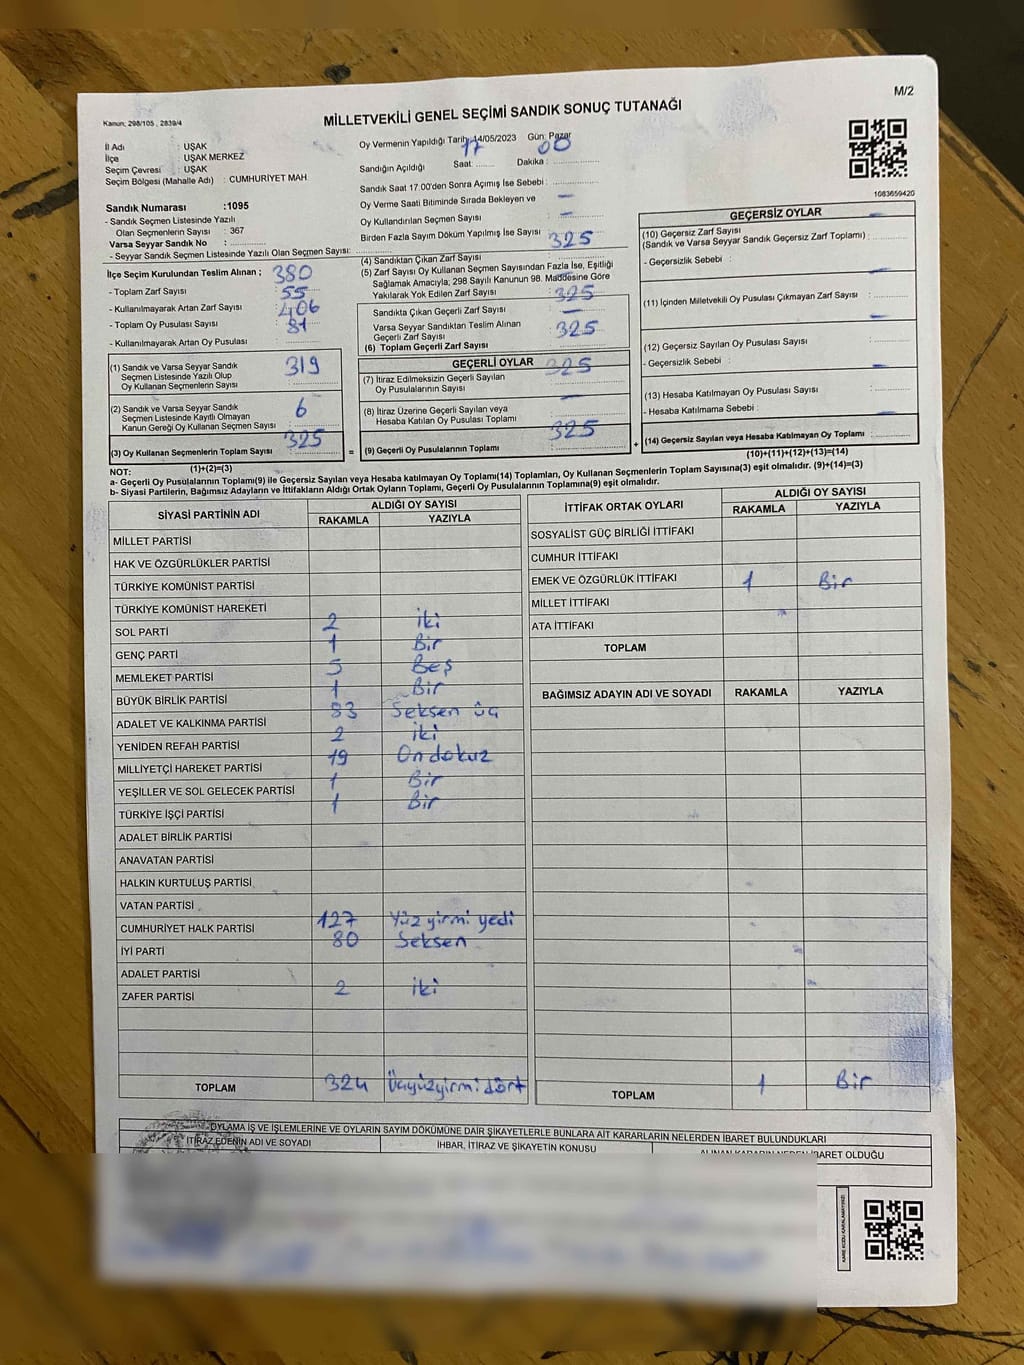 M/2
MİLLETVEKİLİ GENEL SEÇİMİ SANDIK SONUÇ TUTANAĞI
Kanun; 298/105 , 2839/4
İl Adı : UŞAK
İlçe : UŞAK MERKEZ
Seçim Çevresi : UŞAK
Seçim Bölgesi (Mahalle Adı) : CUMHURİYET MAH
Sandık Numarası :1095
- Sandık Seçmen Listesinde Yazılı
Olan Seçmenlerin Sayısı : 367
Varsa Seyyar Sandık No :
- Seyyar Sandık Seçmen Listesinde Yazılı Olan Seçmen Sayısı:
İlçe Seçim Kurulundan Teslim Alınan ;
- Toplam Zarf Sayısı : 380
- Kullanılmayarak Artan Zarf Sayısı : 55
- Toplam Oy Pusulası Sayısı : 406
- Kullanılmayarak Artan Oy Pusulası : 81
(1) Sandık ve Varsa Seyyar Sandık
Seçmen Listesinde Yazılı Olup
Oy Kullanan Seçmenlerin Sayısı 319
(2) Sandık ve Varsa Seyyar Sandık
Seçmen Listesinde Kayıtlı Olmayan
Kanun Gereği Oy Kullanan Seçmen Sayısı 6
(3) Oy Kullanan Seçmenlerin Toplam Sayısı 325
(1)+(2)=(3)
Oy Vermenin Yapıldığı Tarih: 14/05/2023 Gün: Pazar
Sandığın Açıldığı Saat: 17 Dakika : 00
Sandık Saat 17.00'den Sonra Açımış İse Sebebi :
Oy Verme Saati Bitiminde Sırada Bekleyen ve
Oy Kullandırılan Seçmen Sayısı : –
Birden Fazla Sayım Döküm Yapılmış İse Sayısı : –
(4) Sandıktan Çıkan Zarf Sayısı : 325
(5) Zarf Sayısı Oy Kullanan Seçmen Sayısından Fazla İse, Eşitliği
Sağlamak Amacıyla; 298 Sayılı Kanunun 98. Maddesine Göre
Yakılarak Yok Edilen Zarf Sayısı : –
Sandıkta Çıkan Geçerli Zarf Sayısı : 325
Varsa Seyyar Sandıktan Teslim Alınan
Geçerli Zarf Sayısı : –
(6) Toplam Geçerli Zarf Sayısı : 325
GEÇERLİ OYLAR
(7) İtiraz Edilmeksizin Geçerli Sayılan
Oy Pusulalarının Sayısı : 325
(8) İtiraz Üzerine Geçerli Sayılan veya
Hesaba Katılan Oy Pusulası Toplamı : –
(9) Geçerli Oy Pusulalarının Toplamı : 325
1083659420
GEÇERSİZ OYLAR
(10) Geçersiz Zarf Sayısı
(Sandık ve Varsa Seyyar Sandık Geçersiz Zarf Toplamı) : –
- Geçersizlik Sebebi :
(11) İçinden Milletvekili Oy Pusulası Çıkmayan Zarf Sayısı : –
(12) Geçersiz Sayılan Oy Pusulası Sayısı : –
- Geçersizlik Sebebi :
(13) Hesaba Katılmayan Oy Pusulası Sayısı : –
- Hesaba Katılmama Sebebi :
(14) Geçersiz Sayılan veya Hesaba Katılmayan Oy Toplamı : –
(10)+(11)+(12)+(13)=(14)
NOT:
a- Geçerli Oy Pusulalarının Toplamı(9) ile Geçersiz Sayılan veya Hesaba katılmayan Oy Toplamı(14) Toplamları, Oy Kullanan Seçmenlerin Toplam Sayısına(3) eşit olmalıdır. (9)+(14)=(3)
b- Siyasi Partilerin, Bağımsız Adayların ve İttifakların Aldığı Ortak Oyların Toplamı, Geçerli Oy Pusulalarının Toplamına(9) eşit olmalıdır.
SİYASİ PARTİNİN ADI ALDIĞI OY SAYISI
RAKAMLA YAZIYLA
MİLLET PARTİSİ
HAK VE ÖZGÜRLÜKLER PARTİSİ
TÜRKİYE KOMÜNİST PARTİSİ
TÜRKİYE KOMÜNİST HAREKETİ
SOL PARTİ 2 iki
GENÇ PARTİ 1 Bir
MEMLEKET PARTİSİ 5 Beş
BÜYÜK BİRLİK PARTİSİ 1 Bir
ADALET VE KALKINMA PARTİSİ 83 Seksen üç
YENİDEN REFAH PARTİSİ 2 iki
MİLLİYETÇİ HAREKET PARTİSİ 19 Ondokuz
YEŞİLLER VE SOL GELECEK PARTİSİ 1 Bir
TÜRKİYE İŞÇİ PARTİSİ 1 Bir
ADALET BİRLİK PARTİSİ
ANAVATAN PARTİSİ
HALKIN KURTULUŞ PARTİSİ
VATAN PARTİSİ
CUMHURİYET HALK PARTİSİ 127 Yüz yirmi yedi
İYİ PARTİ 80 Seksen
ADALET PARTİSİ
ZAFER PARTİSİ 2 iki
TOPLAM 324 Üçyüzyirmi dört
İTTİFAK ORTAK OYLARI ALDIĞI OY SAYISI
RAKAMLA YAZIYLA
SOSYALİST GÜÇ BİRLİĞİ İTTİFAKI
CUMHUR İTTİFAKI
EMEK VE ÖZGÜRLÜK İTTİFAKI 1 Bir
MİLLET İTTİFAKI
ATA İTTİFAKI
TOPLAM
BAĞIMSIZ ADAYIN ADI VE SOYADI RAKAMLA YAZIYLA
TOPLAM 1 Bir
OYLAMA İŞ VE İŞLEMLERİNE VE OYLARIN SAYIM DÖKÜMÜNE DAİR ŞİKAYETLERLE BUNLARA AİT KARARLARIN NELERDEN İBARET BULUNDUKLARI
İTİRAZ EDENİN ADI VE SOYADI
İHBAR, İTİRAZ VE ŞİKAYETİN KONUSU
ALINAN KARARIN NEDEN İBARET OLDUĞU
KARE KODU KARALAMAYINIZ!